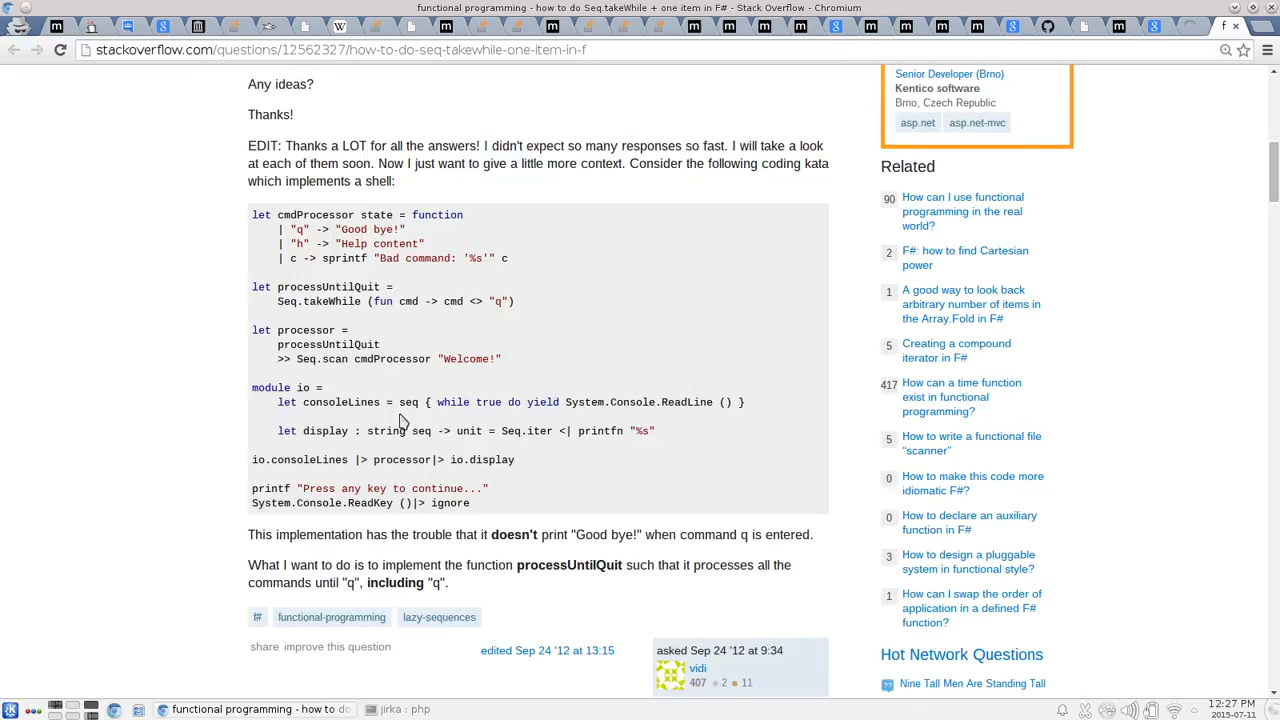 functional programming - how to do Seq.takeWhile + one item in F# - Stack Overflow - Chromium
stackoverflow.com/questions/12562327/how-to-do-seq-takewhile-one-item-in-f
Any ideas?
Thanks!
EDIT: Thanks a LOT for all the answers! I didn't expect so many responses so fast. I will take a look
at each of them soon. Now I just want to give a little more context. Consider the following coding kata
which implements a shell:
let cmdProcessor state = function
| "q" -> "Good bye!"
| "h" -> "Help content"
| c -> sprintf "Bad command: '%s'" c
let processUntilQuit =
Seq.takeWhile (fun cmd -> cmd <> "q")
let processor =
processUntilQuit
>> Seq.scan cmdProcessor "Welcome!"
module io =
let consoleLines = seq { while true do yield System.Console.ReadLine () }
let display : string seq -> unit = Seq.iter <| printfn "%s"
io.consoleLines |> processor|> io.display
printf "Press any key to continue..."
System.Console.ReadKey ()|> ignore
This implementation has the trouble that it doesn't print "Good bye!" when command q is entered.
What I want to do is to implement the function processUntilQuit such that it processes all the
commands until "q", including "q".
f# functional-programming lazy-sequences
share improve this question
edited Sep 24 '12 at 13:15
asked Sep 24 '12 at 9:34
vidi
407 2 11
Senior Developer (Brno)
Kentico software
Brno, Czech Republic
asp.net asp.net-mvc
Related
90 How can I use functional
programming in the real
world?
2 F#: how to find Cartesian
power
1 A good way to look back
arbitrary number of items in
the Array.Fold in F#
5 Creating a compound
iterator in F#
417 How can a time function
exist in functional
programming?
5 How to write a functional file
“scanner”
0 How to make this code more
idiomatic F#?
0 How to declare an auxiliary
function in F#
3 How to design a pluggable
system in functional style?
1 How can I swap the order of
application in a defined F#
function?
Hot Network Questions
Nine Tall Men Are Standing Tall
functional programming - how to do
jirka : php
12:27 PM
2015-07-11